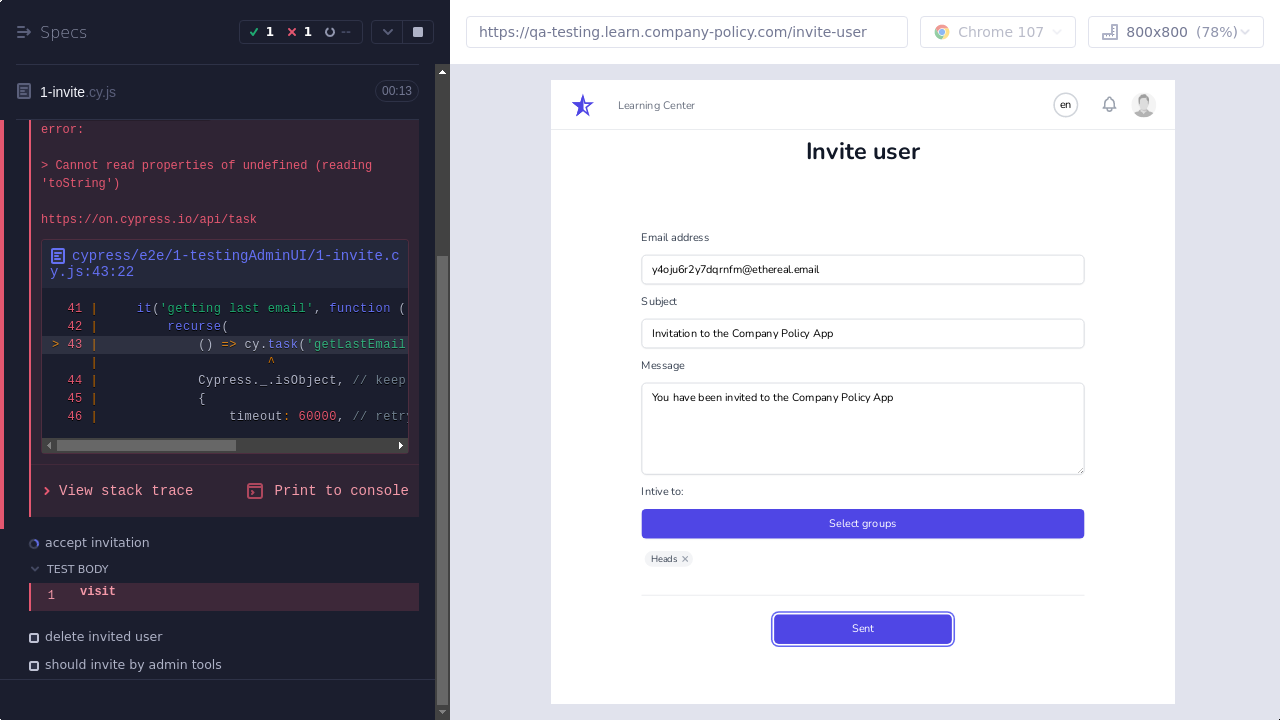 Specs
1
1
--
1-invite.cy.js
00:13
error:
> Cannot read properties of undefined (reading
'toString')
https://on.cypress.io/api/task
cypress/e2e/1-testingAdminUI/1-invite.c
y.js:43:22
41 |     it('getting last email', function (
42 |         recurse(
> 43 |             () => cy.task('getLastEmail
|                      ^
44 |             Cypress._.isObject, // keep
45 |             {
46 |                 timeout: 60000, // retry
View stack trace
Print to console
accept invitation
TEST BODY
1 visit
delete invited user
should invite by admin tools
https://qa-testing.learn.company-policy.com/invite-user
Chrome 107
800x800 (78%)
Learning Center
en
Invite user
Email address
y4oju6r2y7dqrnfm@ethereal.email
Subject
Invitation to the Company Policy App
Message
You have been invited to the Company Policy App
Intive to:
Select groups
Heads
Sent